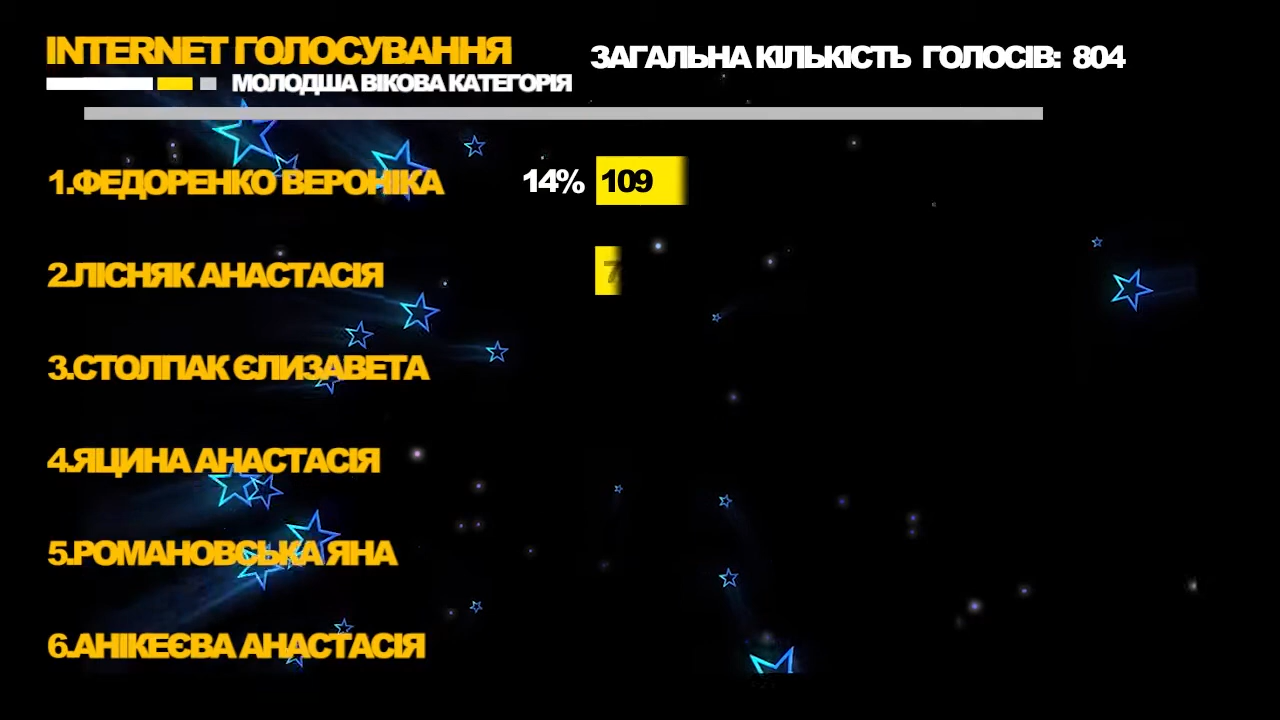 INTERNET ГОЛОСУВАННЯ
ЗАГАЛЬНА КІЛЬКІСТЬ ГОЛОСІВ: 804
МОЛОДША ВІКОВА КАТЕГОРІЯ
1.ФЕДОРЕНКО ВЕРОНІКА 14% 109
2.ЛІСНЯК АНАСТАСІЯ
3.СТОЛПАК ЄЛИЗАВЕТА
4.ЯЦИНА АНАСТАСІЯ
5.РОМАНОВСЬКА ЯНА
6.АНІКЕЄВА АНАСТАСІЯ